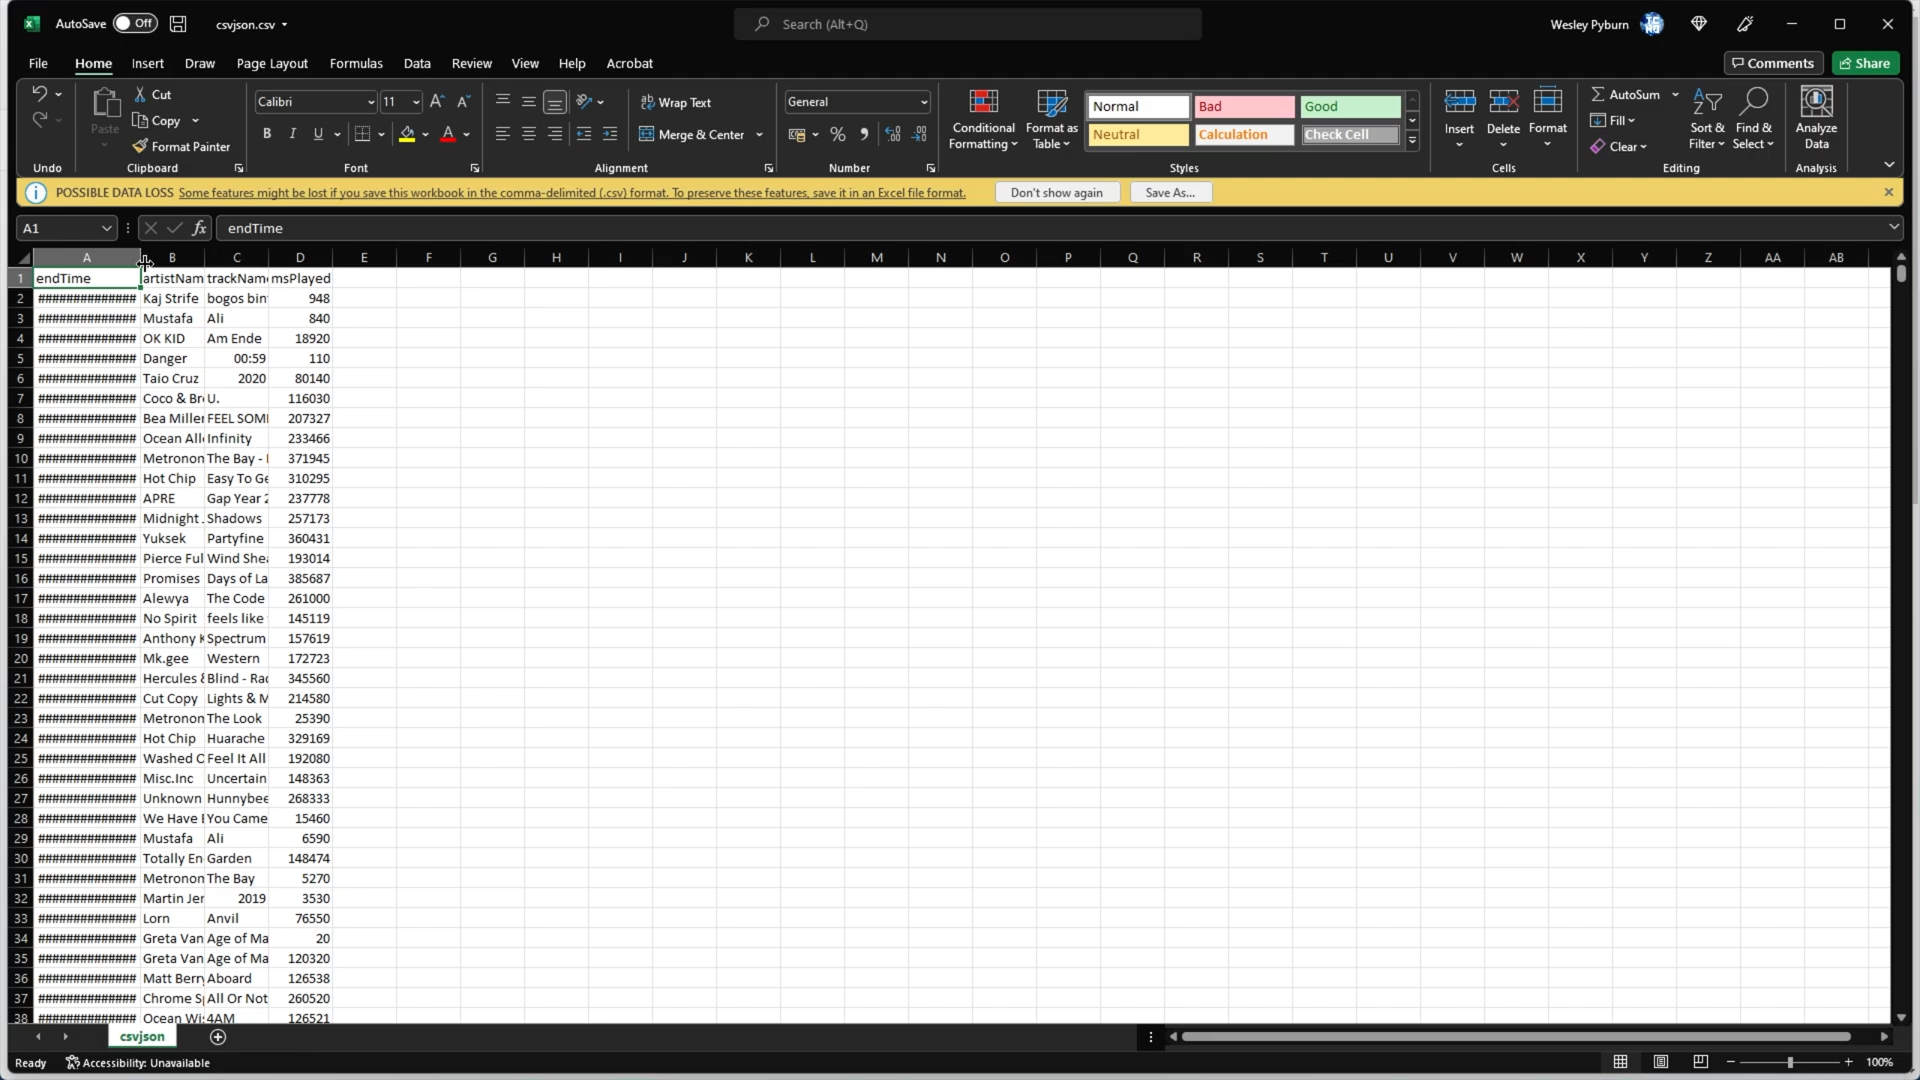 AutoSave Off csvjson.csv Search (Alt+Q) Wesley Pyburn
File Home Insert Draw Page Layout Formulas Data Review View Help Acrobat Comments Share
Paste Cut Copy Format Painter
Calibri 11 B I U A
Wrap Text Merge & Center
General %
Conditional Formatting Format as Table
Normal Bad Good
Neutral Calculation Check Cell
Insert Delete Format
AutoSum Fill Clear Sort & Filter Find & Select Analyze Data
Undo Clipboard Font Alignment Number Styles Cells Editing Analysis
POSSIBLE DATA LOSS Some features might be lost if you save this workbook in the comma-delimited (.csv) format. To preserve these features, save it in an Excel file format. Don't show again Save As...
A1 fx endTime
A B C D E F G H I J K L M N O P Q R S T U V W X Y Z AA AB
1 endTime artistNam trackName msPlayed
2 ############## Kaj Strife bogos bin 948
3 ############## Mustafa Ali 840
4 ############## OK KID Am Ende 18920
5 ############## Danger 00:59 110
6 ############## Taio Cruz 2020 80140
7 ############## Coco & Br U. 116030
8 ############## Bea Miller FEEL SOM 207327
9 ############## Ocean All Infinity 233466
10 ############## Metronom The Bay - 371945
11 ############## Hot Chip Easy To Ge 310295
12 ############## APRE Gap Year 2 237778
13 ############## Midnight Shadows 257173
14 ############## Yuksek Partyfine 360431
15 ############## Pierce Ful Wind Shea 193014
16 ############## Promises Days of La 385687
17 ############## Alewya The Code 261000
18 ############## No Spirit feels like 145119
19 ############## Anthony K Spectrum 157619
20 ############## Mk.gee Western 172723
21 ############## Hercules & Blind - Rad 345560
22 ############## Cut Copy Lights & M 214580
23 ############## Metronom The Look 25390
24 ############## Hot Chip Huarache 329169
25 ############## Washed O Feel It All 192080
26 ############## Misc.Inc Uncertain 148363
27 ############## Unknown Hunnybee 268333
28 ############## We Have B You Came 15460
29 ############## Mustafa Ali 6590
30 ############## Totally En Garden 148474
31 ############## Metronom The Bay 5270
32 ############## Martin Jen 2019 3530
33 ############## Lorn Anvil 76550
34 ############## Greta Van Age of Ma 20
35 ############## Greta Van Age of Ma 120320
36 ############## Matt Berry Aboard 126538
37 ############## Chrome Sp All Or Not 260520
38 ############## Ocean Wi 4AM 126521
csvjson
Ready Accessibility: Unavailable 100%